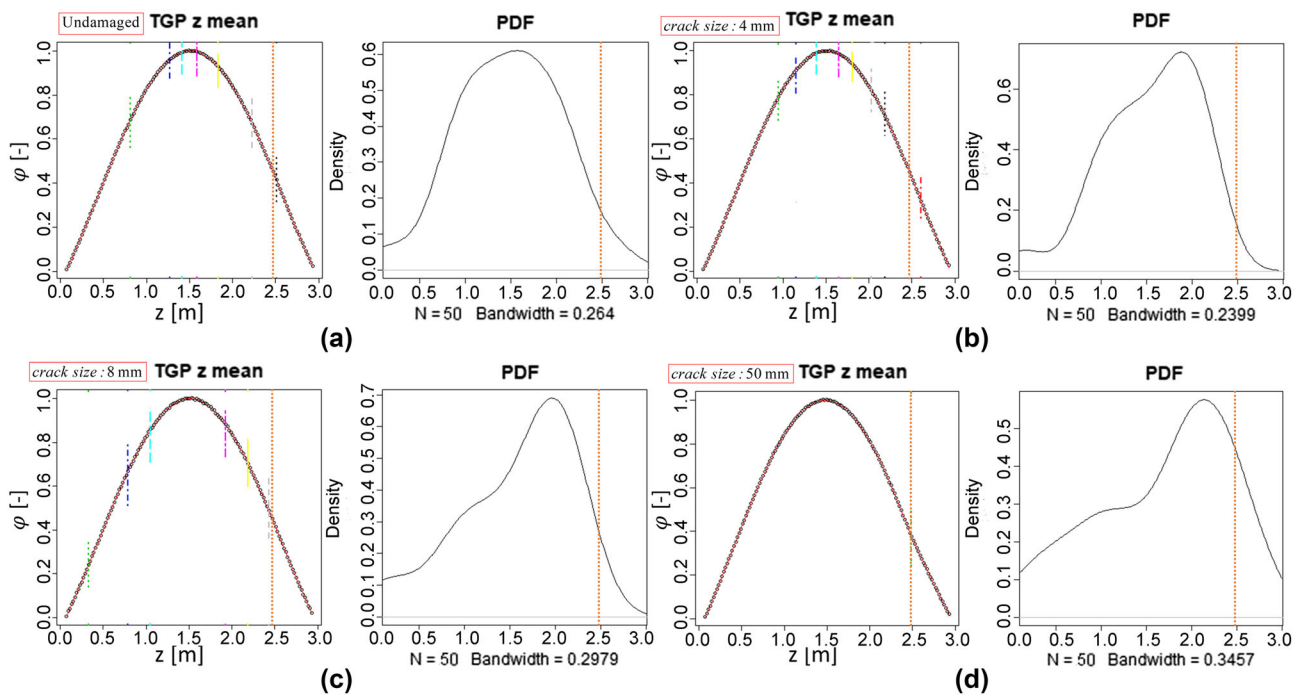 Undamaged TGP z mean
PDF
φ [-]
0.0 0.2 0.4 0.6 0.8 1.0
0.0 0.5 1.0 1.5 2.0 2.5 3.0
z [m]
Density
0.0 0.1 0.2 0.3 0.4 0.5 0.6
0.0 0.5 1.0 1.5 2.0 2.5 3.0
N = 50 Bandwidth = 0.264
(a)
crack size : 4 mm TGP z mean
PDF
φ [-]
0.0 0.2 0.4 0.6 0.8 1.0
0.0 0.5 1.0 1.5 2.0 2.5 3.0
z [m]
Density
0.0 0.2 0.4 0.6
0.0 0.5 1.0 1.5 2.0 2.5 3.0
N = 50 Bandwidth = 0.2399
(b)
crack size : 8 mm TGP z mean
PDF
φ [-]
0.0 0.2 0.4 0.6 0.8 1.0
0.0 0.5 1.0 1.5 2.0 2.5 3.0
z [m]
Density
0.0 0.1 0.2 0.3 0.4 0.5 0.6 0.7
0.0 0.5 1.0 1.5 2.0 2.5 3.0
N = 50 Bandwidth = 0.2979
(c)
crack size : 50 mm TGP z mean
PDF
φ [-]
0.0 0.2 0.4 0.6 0.8 1.0
0.0 0.5 1.0 1.5 2.0 2.5 3.0
z [m]
Density
0.0 0.1 0.2 0.3 0.4 0.5
0.0 0.5 1.0 1.5 2.0 2.5 3.0
N = 50 Bandwidth = 0.3457
(d)